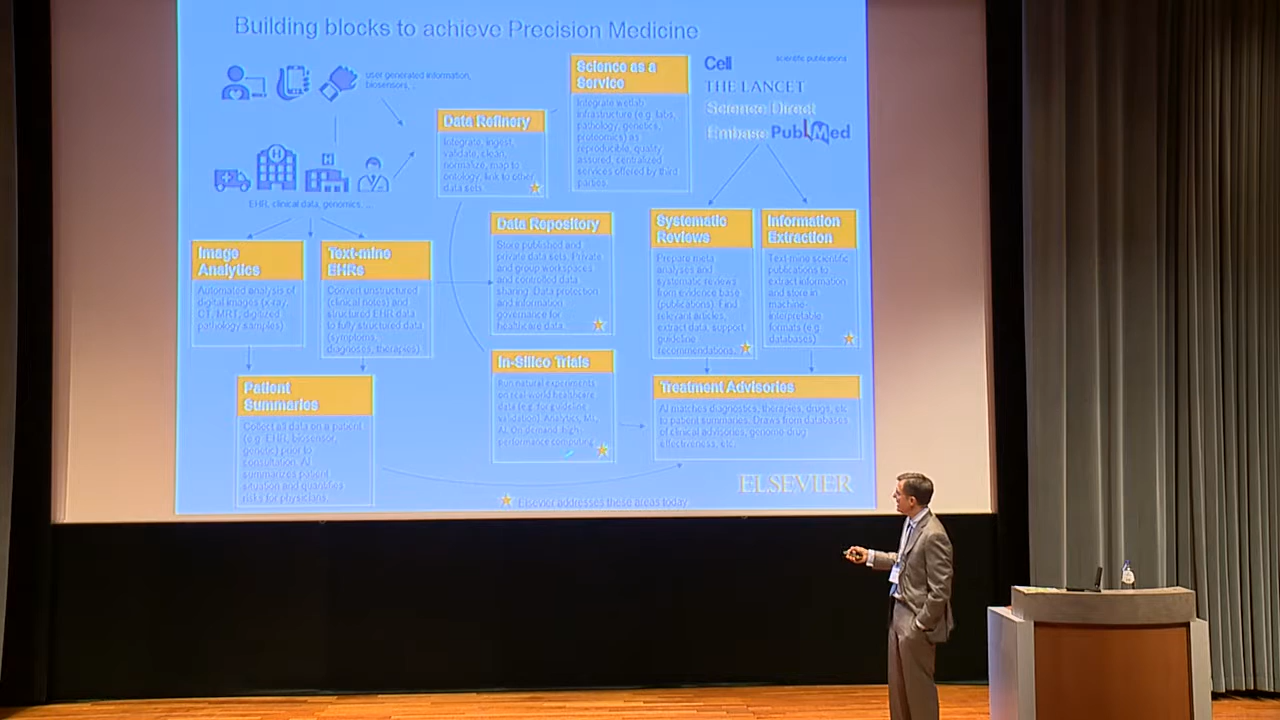 Building blocks to achieve Precision Medicine
user generated information,
biosensors, ..
EHR, clinical data, genomics, ...
Data Refinery
Integrate, ingest,
validate, clean,
normalize, map to
ontology, link to other
data sets.
Science as a
Service
Integrate wetlab
infrastructure (e.g. labs,
pathology, genetics,
proteomics) as
reproducible, quality
assured, centralized
services offered by third
parties.
Cell
scientific publications
THE LANCET
Science Direct
Embase PubMed
Image
Analytics
Automated analysis of
digital images (x-ray,
CT, MRT, digitized
pathology samples)
Text-mine
EHRs
Convert unstructured
(clinical notes) and
structured EHR data
to fully structured data
(symptoms,
diagnoses, therapies)
Data Repository
Store published and
private data sets. Private
and group workspaces
and controlled data
sharing. Data protection
and information
governance for
healthcare data.
Systematic
Reviews
Prepare meta
analyses and
systematic reviews
from evidence base
(publications). Find
relevant articles,
extract data, support
guideline
recommendations.
Information
Extraction
Text-mine scientific
publications to
extract information
and store in
machine-
interpretable
formats (e.g.
databases)
Patient
Summaries
Collect all data on a patient
(e.g. EHR, biosensor,
genetic) prior to
consultation. AI
summarizes patient
situation and quantifies
risks for physicians.
In-Silico Trials
Run natural experiments
on real-world healthcare
data (e.g. for guideline
validation). Analytics, ML,
AI. On demand high-
performance computing
Treatment Advisories
AI matches diagnostics, therapies, drugs, etc
to patient summaries. Draws from databases
of clinical advisories, genome-drug
effectiveness, etc.
ELSEVIER
Elsevier addresses these areas today